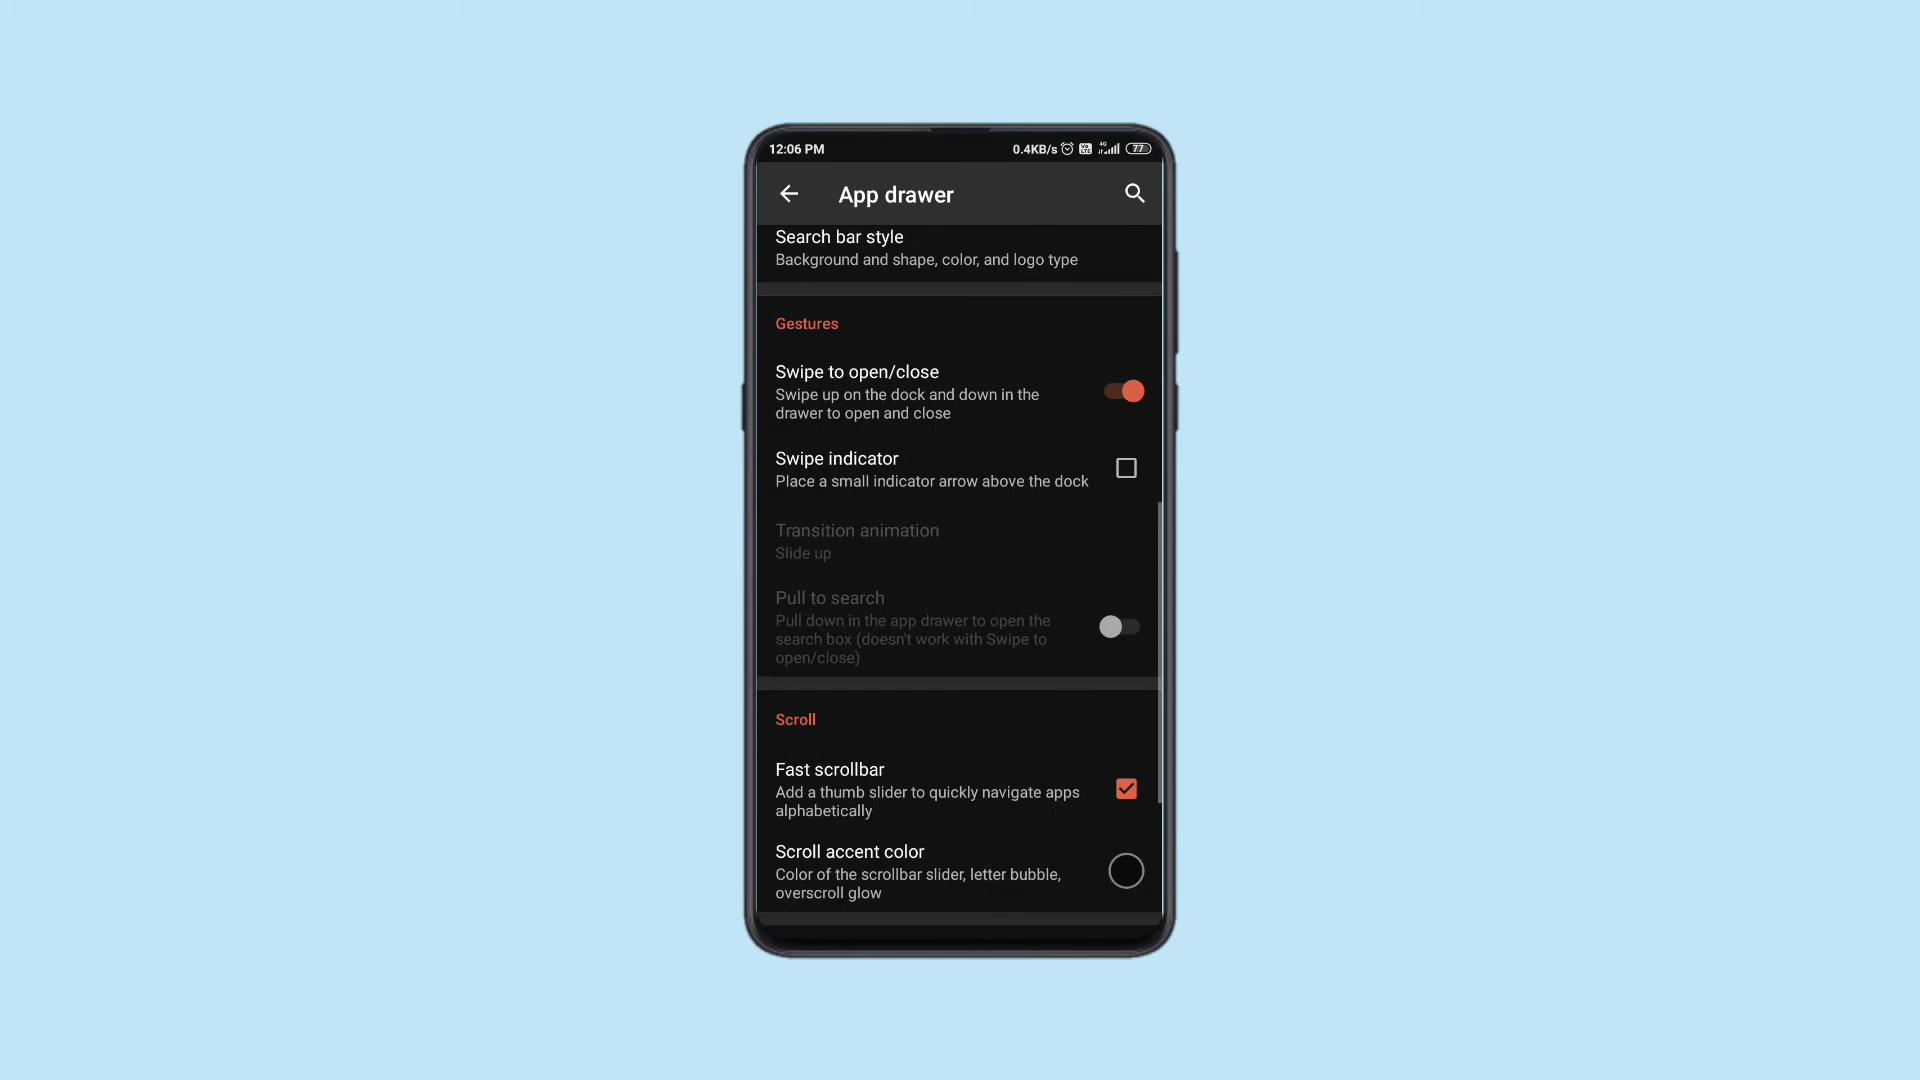 12:06 PM
0.4KB/s
4G
77
App drawer
Search bar style
Background and shape, color, and logo type
Gestures
Swipe to open/close
Swipe up on the dock and down in the
drawer to open and close
Swipe indicator
Place a small indicator arrow above the dock
Transition animation
Slide up
Pull to search
Pull down in the app drawer to open the
search box (doesn't work with Swipe to
open/close)
Scroll
Fast scrollbar
Add a thumb slider to quickly navigate apps
alphabetically
Scroll accent color
Color of the scrollbar slider, letter bubble,
overscroll glow